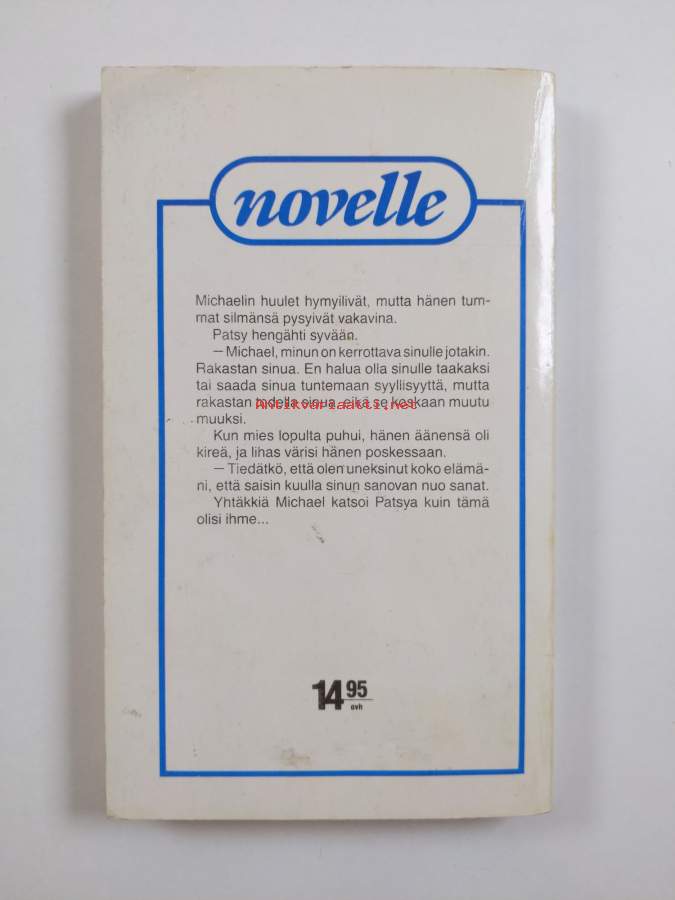 novelle
Michaelin huulet hymyilivät, mutta hänen tum-
mat silmänsä pysyivät vakavina.
Patsy hengähti syvään.
– Michael, minun on kerrottava sinulle jotakin.
Rakastan sinua. En halua olla sinulle taakaksi
tai saada sinua tuntemaan syyllisyyttä, mutta
rakastan todella sinua, eikä se koskaan muutu
Antikvariaatti.net
muuksi.
Kun mies lopulta puhui, hänen äänensä oli
kireä, ja lihas värisi hänen poskessaan.
– Tiedätkö, että olen uneksinut koko elämä-
ni, että saisin kuulla sinun sanovan nuo sanat.
Yhtäkkiä Michael katsoi Patsya kuin tämä
olisi ihme...
14 95
ovh